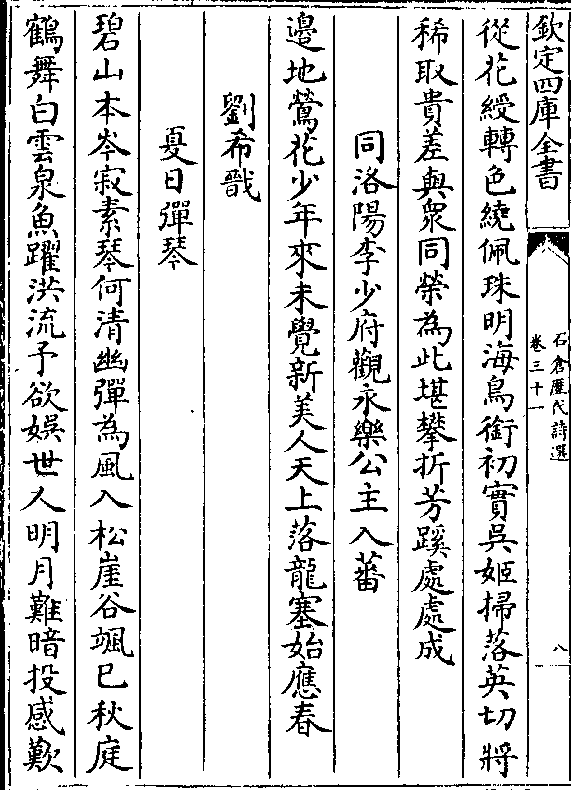 欽定四庫全書
石倉歷代詩選
卷三十一
八
從花綬轉色繞佩珠明海鳥銜初實吳姬掃落英切將
稀取貴差與衆同榮為此堪攀折芳蹊處處成
同洛陽李少府觀永樂公主入蕃
邊地鶯花少年來未覺新美人天上落龍塞始應春
劉希戩
夏日彈琴
碧山本岑寂素琴何清幽彈為風入松崖谷颯已秋庭
鶴舞白雲泉魚躍洪流予欲娛世人明月難暗投感歎